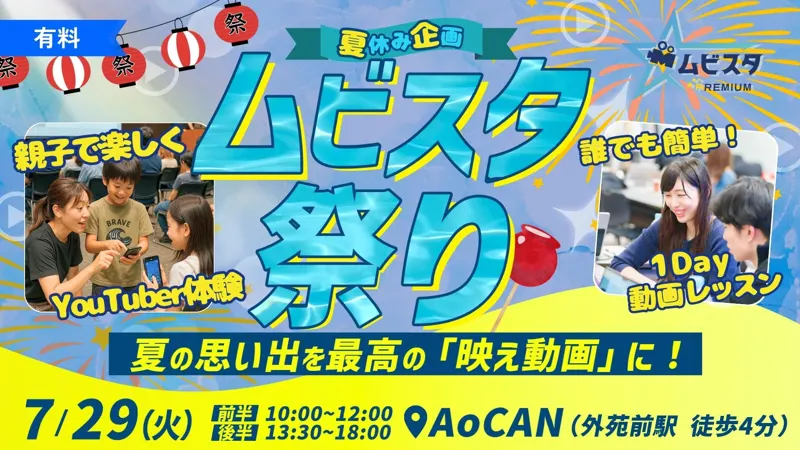 有料
祭
祭
祭
祭
夏休み企画
ムビスタ
REMIUM
ムビスタ
祭り
親子で楽しく
BRAVE
YouTuber体験
誰でも簡単！
1Day
動画レッスン
夏の思い出を最高の「映え動画」に！
7/29(火)
前半 10:00~12:00
後半 13:30~18:00
AoCAN（外苑前駅 徒歩4分）